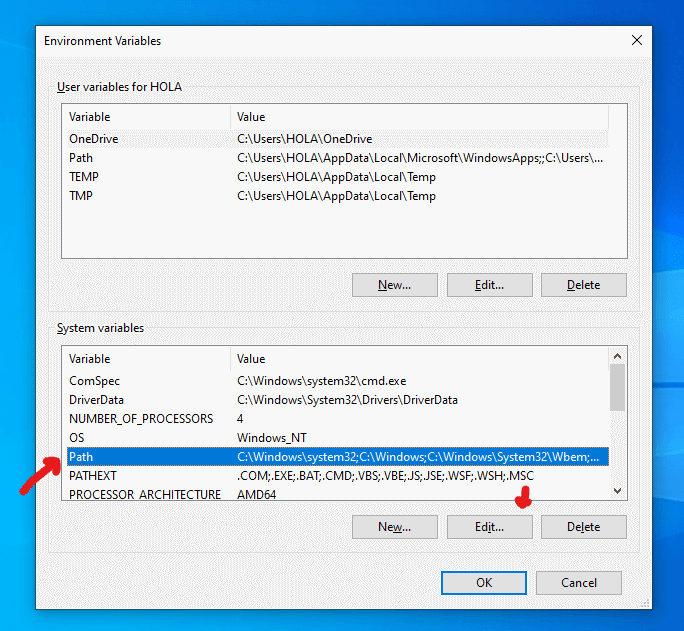 Environment Variables
User variables for HOLA
Variable Value
OneDrive C:\Users\HOLA\OneDrive
Path C:\Users\HOLA\AppData\Local\Microsoft\WindowsApps;;C:\Users\...
TEMP C:\Users\HOLA\AppData\Local\Temp
TMP C:\Users\HOLA\AppData\Local\Temp
New... Edit... Delete
System variables
Variable Value
ComSpec C:\Windows\system32\cmd.exe
DriverData C:\Windows\System32\Drivers\DriverData
NUMBER_OF_PROCESSORS 4
OS Windows_NT
Path C:\Windows\system32;C:\Windows;C:\Windows\System32\Wbem;...
PATHEXT .COM;.EXE;.BAT;.CMD;.VBS;.VBE;.JS;.JSE;.WSF;.WSH;.MSC
PROCESSOR_ARCHITECTURE AMD64
New... Edit... Delete
OK Cancel